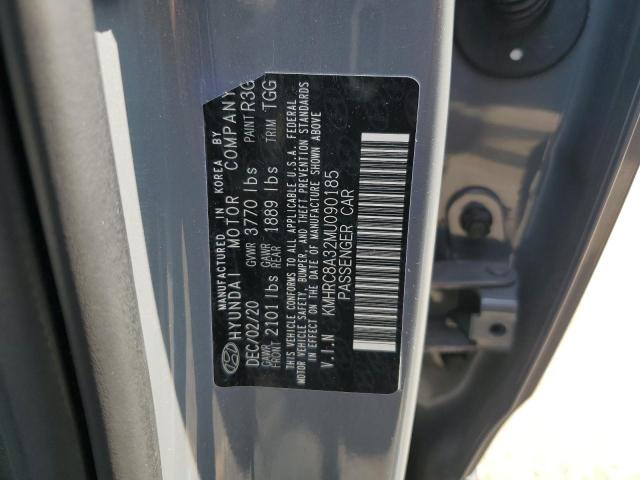 MANUFACTURED IN KOREA BY
HYUNDAI MOTOR COMPANY
DEC/02/20 GVWR 3770 lbs PAINT R3G
GAWR FRONT 2101 lbs GAWR REAR 1889 lbs TRIM TGG
THIS VEHICLE CONFORMS TO ALL APPLICABLE U.S.A. FEDERAL
MOTOR VEHICLE SAFETY, BUMPER, AND THEFT PREVENTION STANDARDS
IN EFFECT ON THE DATE OF MANUFACTURE SHOWN ABOVE
V.I.N KMHRC8A32MU090185
PASSENGER CAR